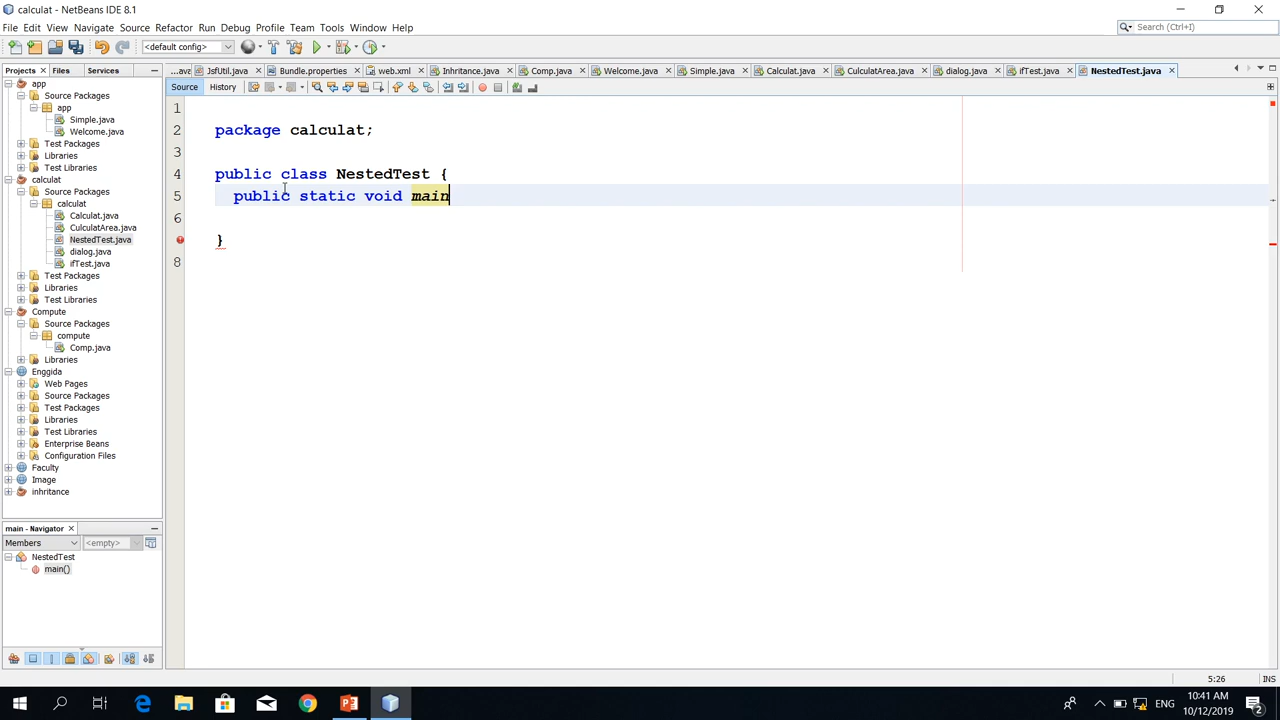 calculat - NetBeans IDE 8.1
File Edit View Navigate Source Refactor Run Debug Profile Team Tools Window Help
Search (Ctrl+I)
<default config>
Projects Files Services
...ava JsfUtil.java Bundle.properties web.xml Inhritance.java Comp.java Welcome.java Simple.java Calculat.java CulculatArea.java dialog.java ifTest.java NestedTest.java
Source History
app
Source Packages
app
Simple.java
Welcome.java
Test Packages
Libraries
Test Libraries
calculat
Source Packages
calculat
Calculat.java
CulculatArea.java
NestedTest.java
dialog.java
ifTest.java
Test Packages
Libraries
Test Libraries
Compute
Source Packages
compute
Comp.java
Libraries
Enggida
Web Pages
Source Packages
Test Packages
Libraries
Test Libraries
Enterprise Beans
Configuration Files
Faculty
Image
inhritance
1
2 package calculat;
3
4 public class NestedTest {
5 public static void main
6
}
8
main - Navigator
Members <empty>
NestedTest
main()
5:26 INS
ENG
10:41 AM
10/12/2019
2